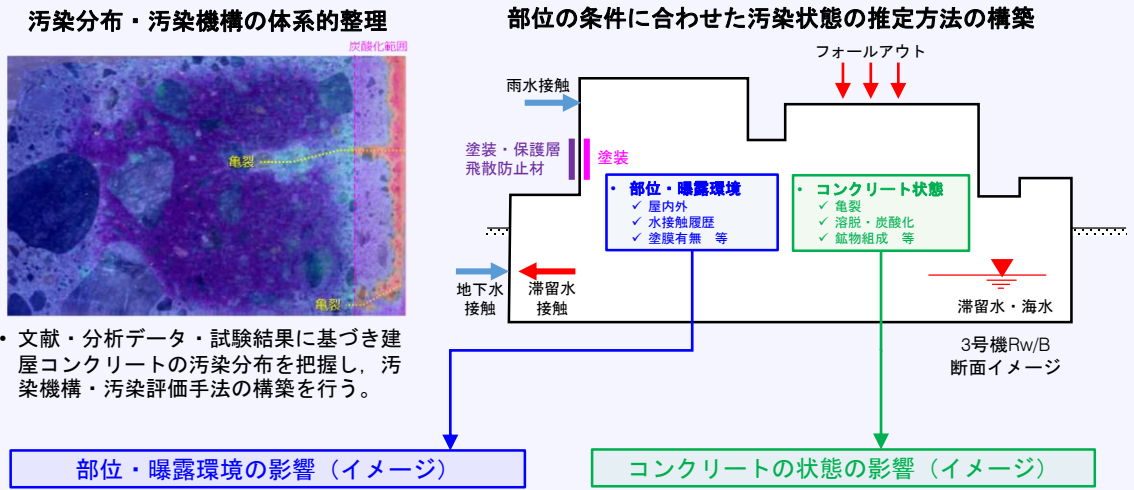 汚染分布・汚染機構の体系的整理
炭酸化範囲
亀裂
亀裂
• 文献・分析データ・試験結果に基づき建
屋コンクリートの汚染分布を把握し，汚
染機構・汚染評価手法の構築を行う。
部位の条件に合わせた汚染状態の推定方法の構築
フォールアウト
雨水接触
塗装・保護層
飛散防止材
塗装
• 部位・曝露環境
✓ 屋内外
✓ 水接触履歴
✓ 塗膜有無　等
• コンクリート状態
✓ 亀裂
✓ 溶脱・炭酸化
✓ 鉱物組成　等
地下水
接触
滞留水
接触
滞留水・海水
3号機Rw/B
断面イメージ
部位・曝露環境の影響（イメージ）
コンクリートの状態の影響（イメージ）